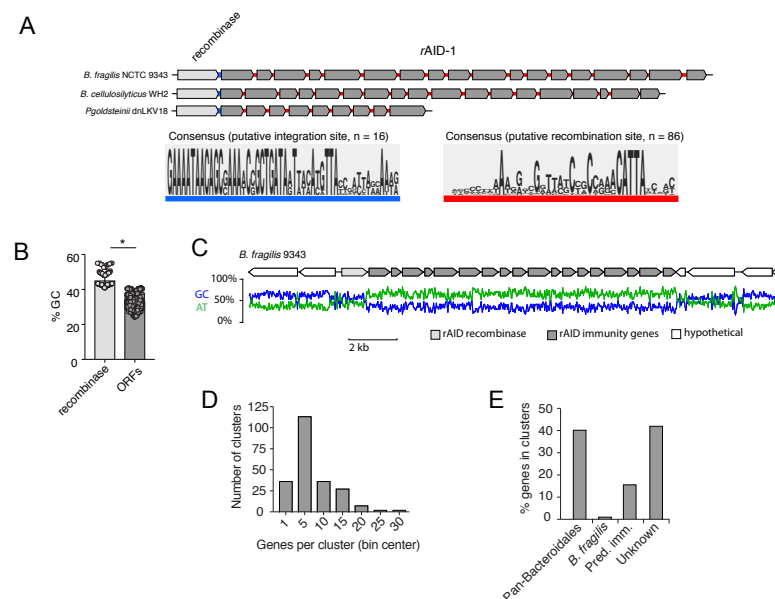 A
recombinase
rAID-1
B. fragilis NCTC 9343
B. cellulosilyticus WH2
Pgoldsteinii dnLKV18
Consensus (putative integration site, n = 16)
Consensus (putative recombination site, n = 86)
B
*
% GC
60
40
20
0
recombinase
ORFs
C
B. fragilis 9343
100%
GC
50%
AT
0%
2 kb
rAID recombinase
rAID immunity genes
hypothetical
D
Number of clusters
125
100
75
50
25
0
1
5
10
15
20
25
30
Genes per cluster (bin center)
E
% genes in clusters
50
40
30
20
10
0
Pan-Bacteroidales
B. fragilis
Pred. imm.
Unknown